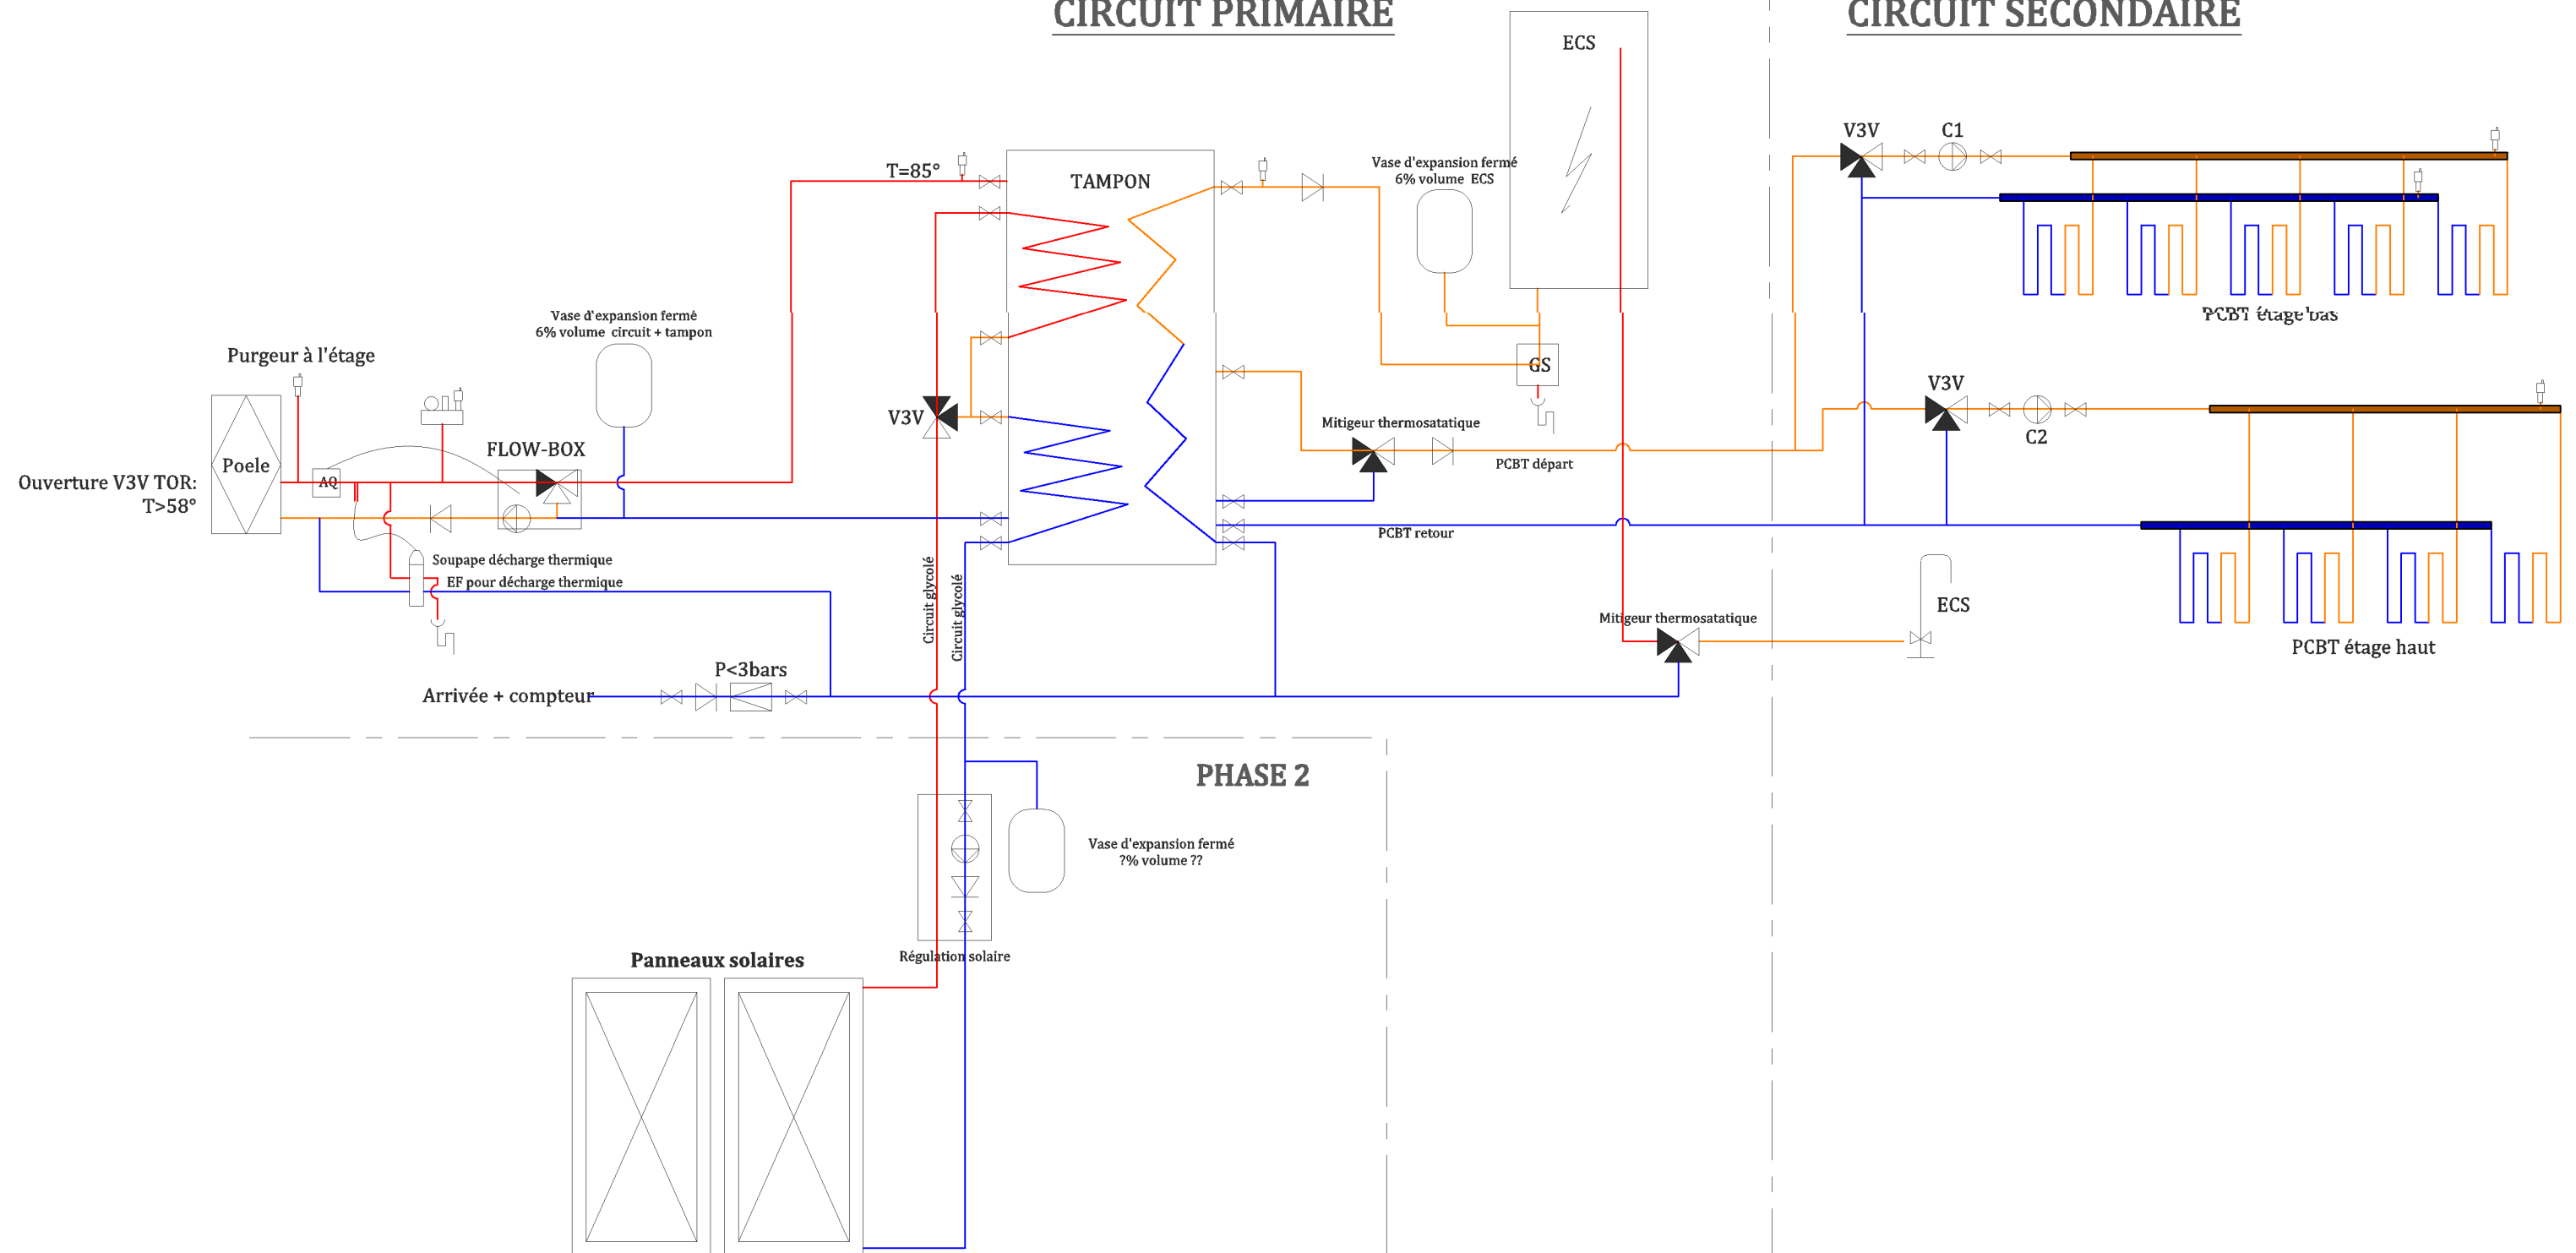 CIRCUIT PRIMAIRE
CIRCUIT SECONDAIRE
ECS
V3V
C1
Vase d'expansion fermé
6% volume ECS
T=85°
TAMPON
PCBT étage bas
Vase d'expansion fermé
6% volume circuit + tampon
Purgeur à l'étage
GS
V3V
C2
V3V
Mitigeur thermosatatique
PCBT départ
FLOW-BOX
Poele
AQ
Ouverture V3V TOR:
T>58°
PCBT retour
Soupape décharge thermique
EF pour décharge thermique
Circuit glycolé
Circuit glycolé
ECS
Mitigeur thermosatatique
PCBT étage haut
P<3bars
Arrivée + compteur
PHASE 2
Vase d'expansion fermé
?% volume ??
Régulation solaire
Panneaux solaires